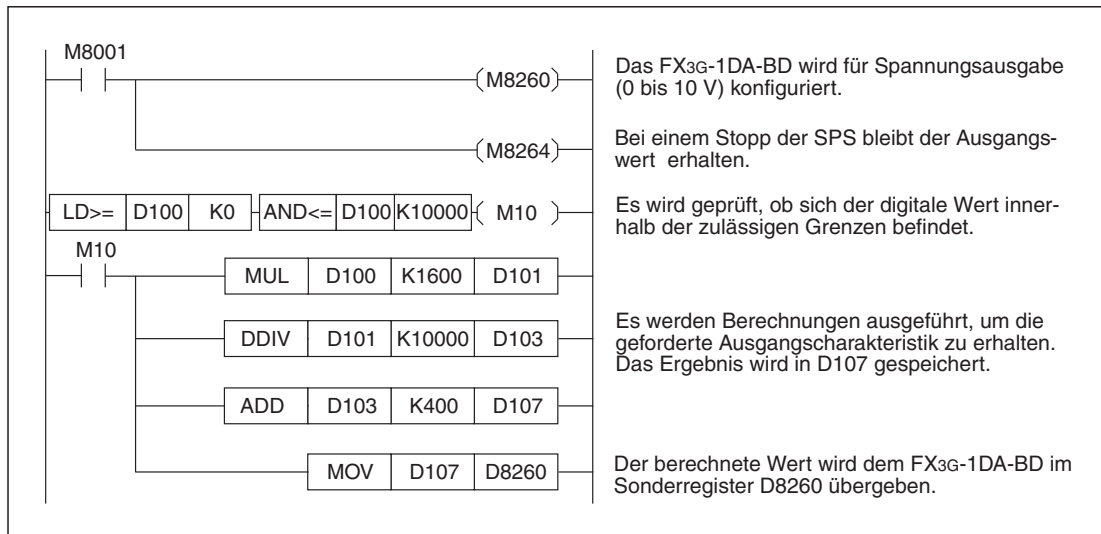 M8001
M8260
Das FX3G-1DA-BD wird für Spannungsausgabe
(0 bis 10 V) konfiguriert.
M8264
Bei einem Stopp der SPS bleibt der Ausgangs-
wert erhalten.
LD>= D100 K0 AND<= D100 K10000 M10
Es wird geprüft, ob sich der digitale Wert inner-
halb der zulässigen Grenzen befindet.
M10
MUL D100 K1600 D101
DDIV D101 K10000 D103
Es werden Berechnungen ausgeführt, um die
geforderte Ausgangscharakteristik zu erhalten.
Das Ergebnis wird in D107 gespeichert.
ADD D103 K400 D107
MOV D107 D8260
Der berechnete Wert wird dem FX3G-1DA-BD im
Sonderregister D8260 übergeben.